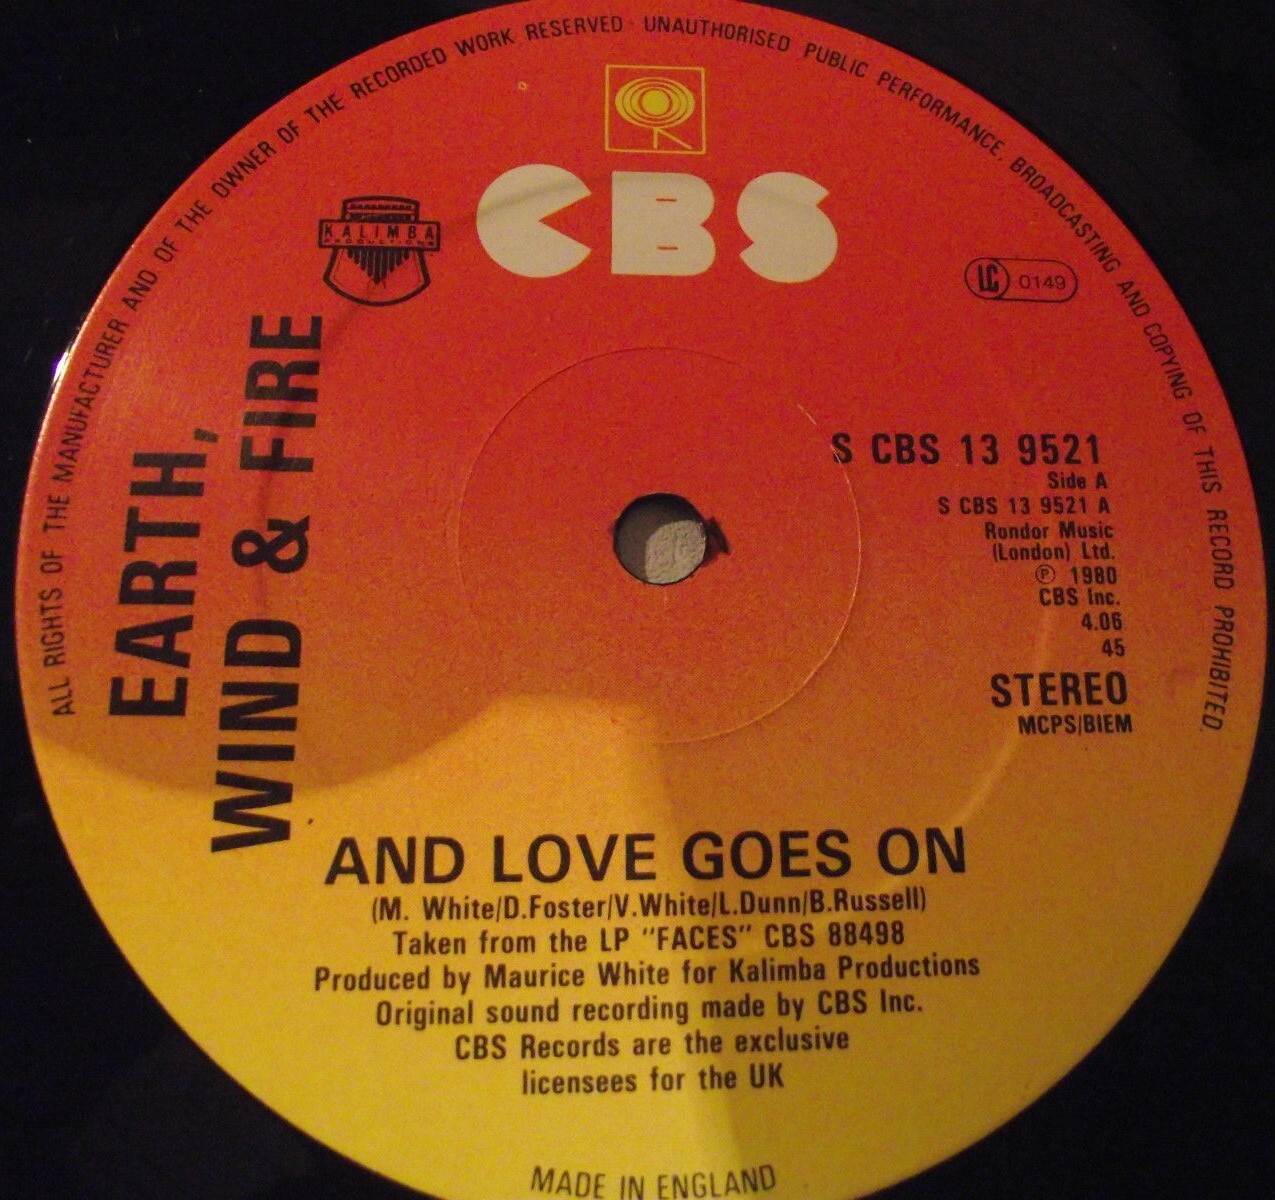 ALL RIGHTS OF THE MANUFACTURER AND OF THE OWNER OF THE RECORDED WORK RESERVED · UNAUTHORISED PUBLIC PERFORMANCE, BROADCASTING AND COPYING OF THIS RECORD PROHIBITED
CBS
KALIMBA
PRODUCTIONS
LC 0149
EARTH,
WIND & FIRE
S CBS 13 9521
Side A
S CBS 13 9521 A
Rondor Music
(London) Ltd.
℗ 1980
CBS Inc.
4.06
45
STEREO
MCPS/BIEM
AND LOVE GOES ON
(M. White/D.Foster/V.White/L.Dunn/B.Russell)
Taken from the LP "FACES" CBS 88498
Produced by Maurice White for Kalimba Productions
Original sound recording made by CBS Inc.
CBS Records are the exclusive
licensees for the UK
MADE IN ENGLAND